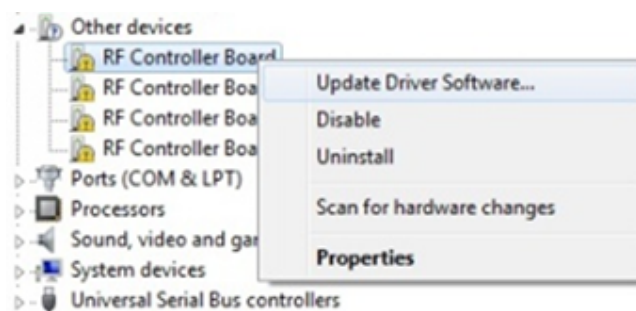 Other devices
RF Controller Board
RF Controller Boa
RF Controller Boa
RF Controller Boa
Ports (COM & LPT)
Processors
Sound, video and gar
System devices
Universal Serial Bus controllers
Update Driver Software...
Disable
Uninstall
Scan for hardware changes
Properties